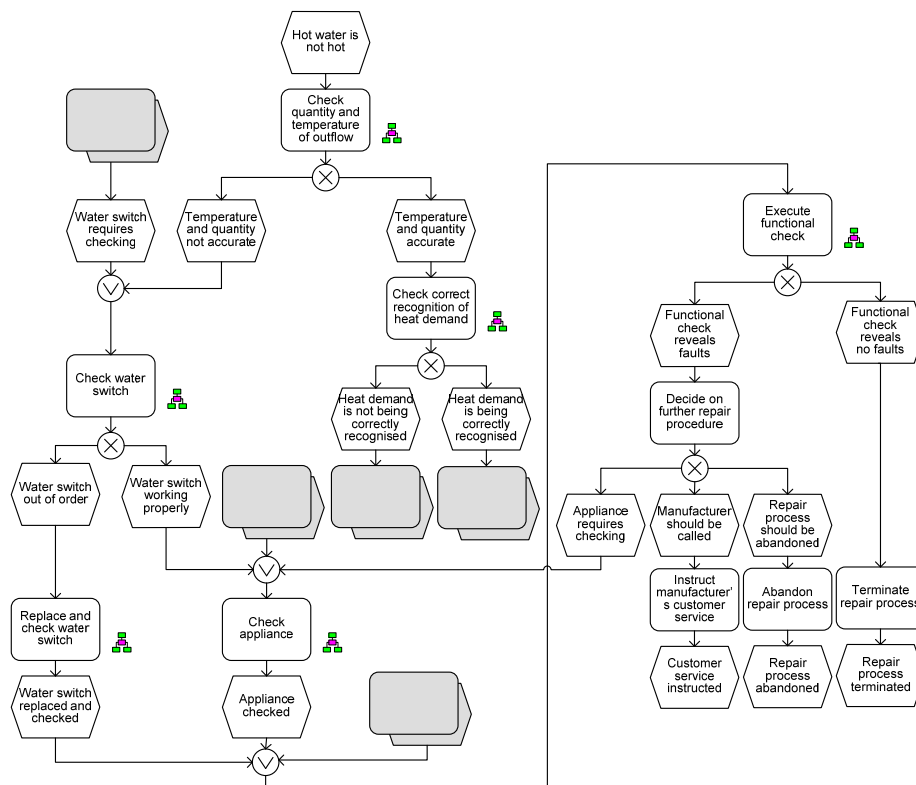 Hot water is
not hot
Check
quantity and
temperature
of outflow
Water switch
requires
checking
Temperature
and quantity
not accurate
Temperature
and quantity
accurate
Execute
functional
check
Check correct
recognition of
heat demand
Functional
check
reveals
faults
Functional
check
reveals
no faults
Check water
switch
Heat demand
is not being
correctly
recognised
Heat demand
is being
correctly
recognised
Decide on
further repair
procedure
Water switch
out of order
Water switch
working
properly
Appliance
requires
checking
Manufacturer
should be
called
Repair
process
should be
abandoned
Replace and
check water
switch
Check
appliance
Instruct
manufacturer'
s customer
service
Abandon
repair process
Terminate
repair process
Water switch
replaced and
checked
Appliance
checked
Customer
service
instructed
Repair
process
abandoned
Repair
process
terminated